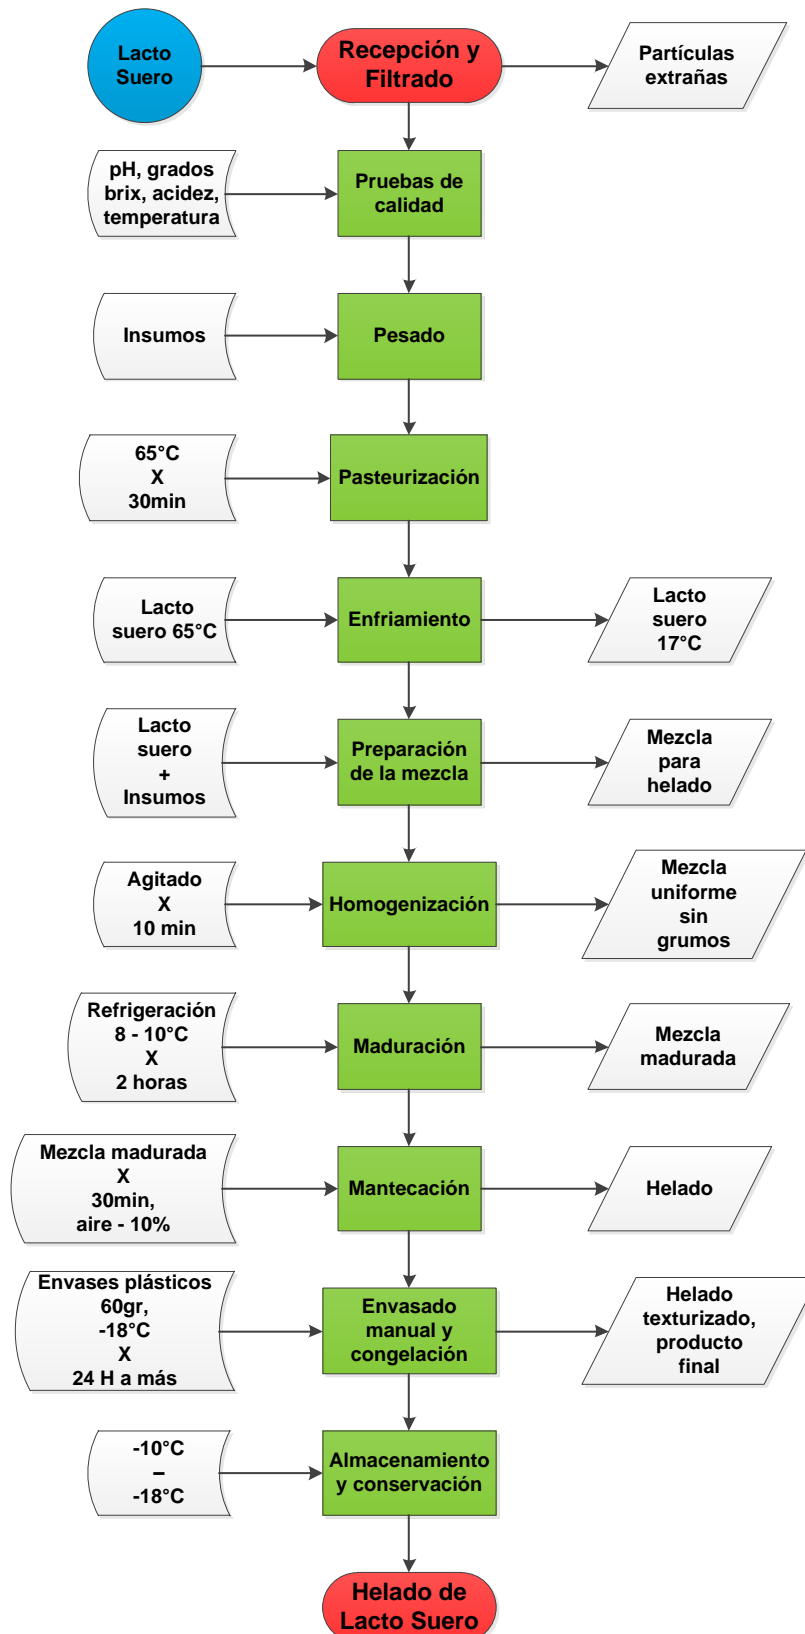 Lacto
Suero
Recepción y
Filtrado
Partículas
extrañas
pH, grados
brix, acidez,
temperatura
Pruebas de
calidad
Insumos
Pesado
65°C
X
30min
Pasteurización
Lacto
suero 65°C
Enfriamiento
Lacto
suero
17°C
Lacto
suero
+
Insumos
Preparación
de la mezcla
Mezcla
para
helado
Agitado
X
10 min
Homogenización
Mezcla
uniforme
sin
grumos
Refrigeración
8 - 10°C
X
2 horas
Maduración
Mezcla
madurada
Mezcla madurada
X
30min,
aire - 10%
Mantecación
Helado
Envases plásticos
60gr,
-18°C
X
24 H a más
Envasado
manual y
congelación
Helado
texturizado,
producto
final
-10°C
–
-18°C
Almacenamiento
y conservación
Helado de
Lacto Suero